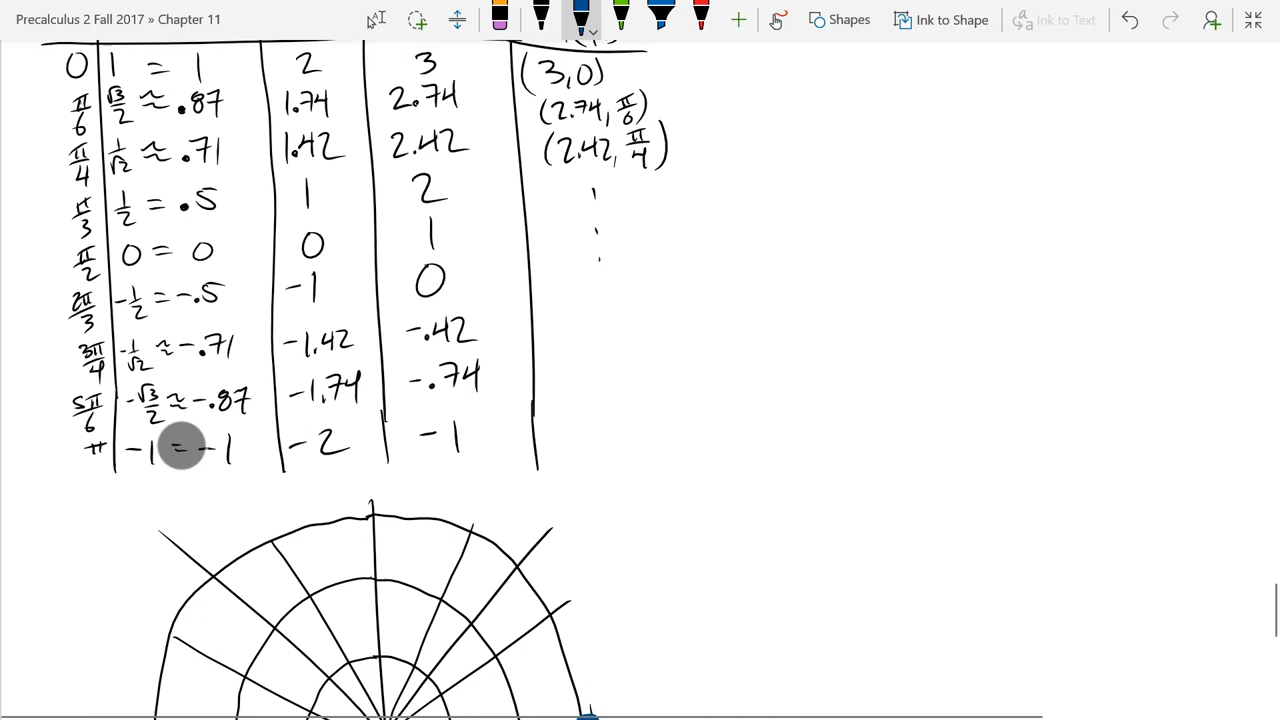 Precalculus 2 Fall 2017 » Chapter 11
Shapes
Ink to Shape
Ink to Text
0 1 = 1 2 3 (3,0)
π/6 √3/2 ≈ .87 1.74 2.74 (2.74, π/6)
π/4 1/√2 ≈ .71 1.42 2.42 (2.42, π/4)
π/3 1/2 = .5 1 2
π/2 0 = 0 0 1
2π/3 -1/2 = -.5 -1 0
3π/4 -1/√2 ≈ -.71 -1.42 -.42
5π/6 -√3/2 ≈ -.87 -1.74 -.74
π -1 = -1 -2 -1